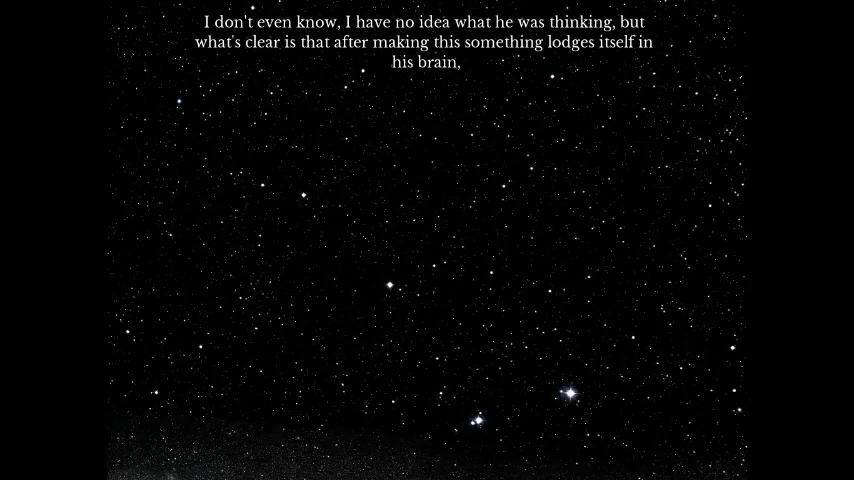 I don't even know, I have no idea what he was thinking, but
what's clear is that after making this something lodges itself in
his brain,